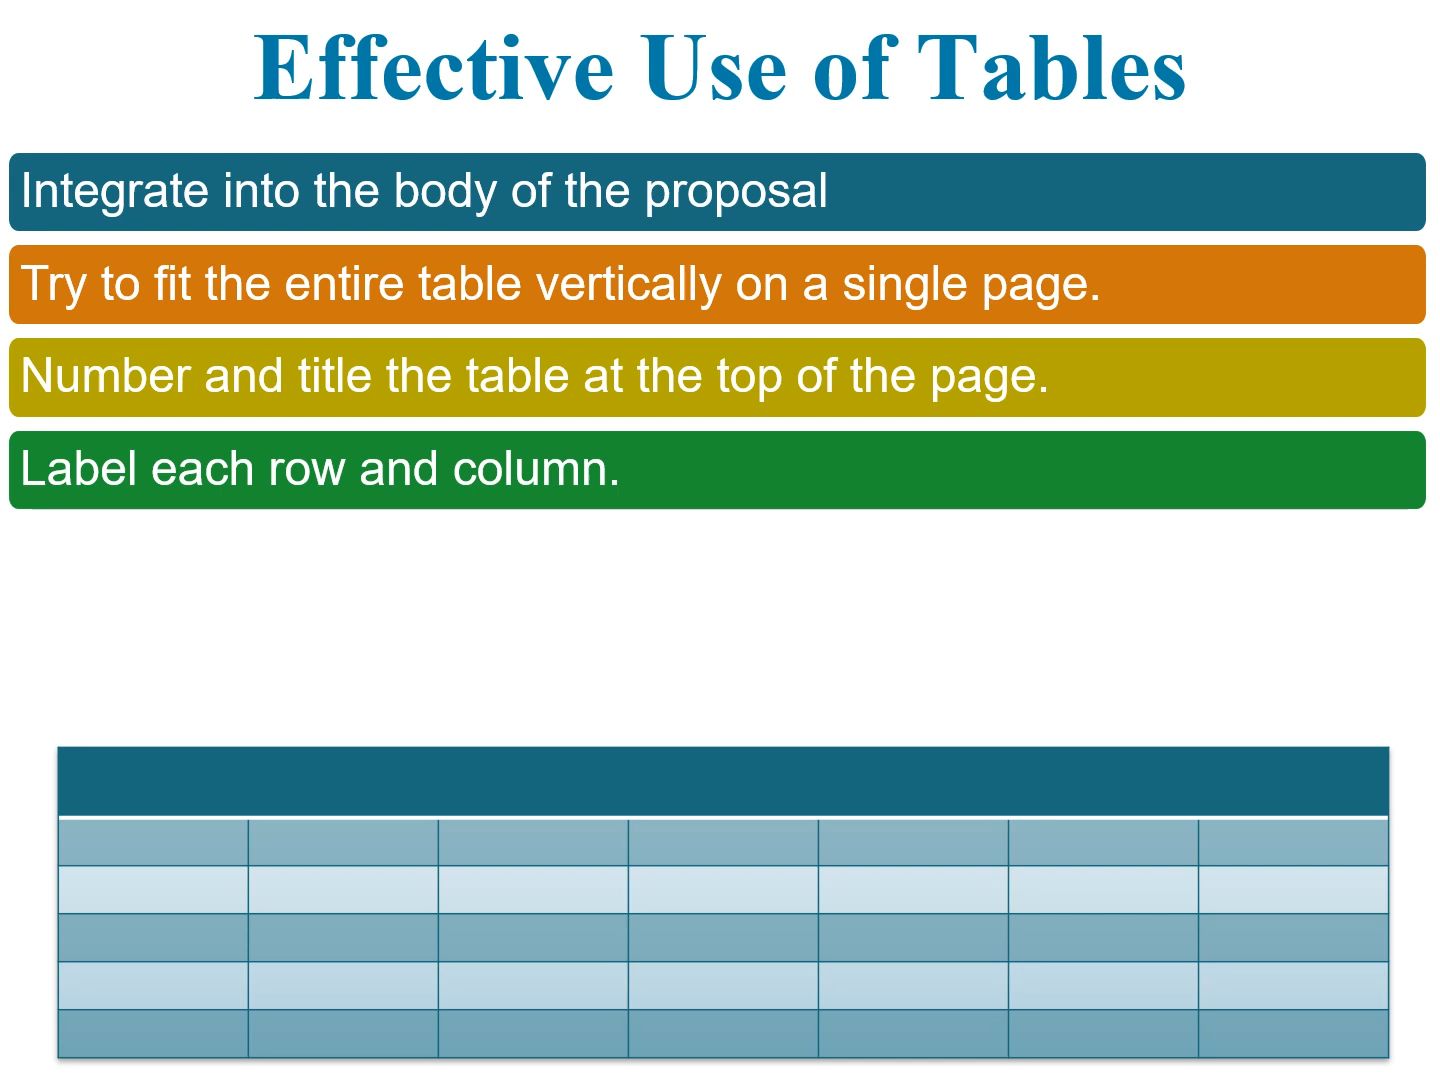 Effective Use of Tables
Integrate into the body of the proposal
Try to fit the entire table vertically on a single page.
Number and title the table at the top of the page.
Label each row and column.